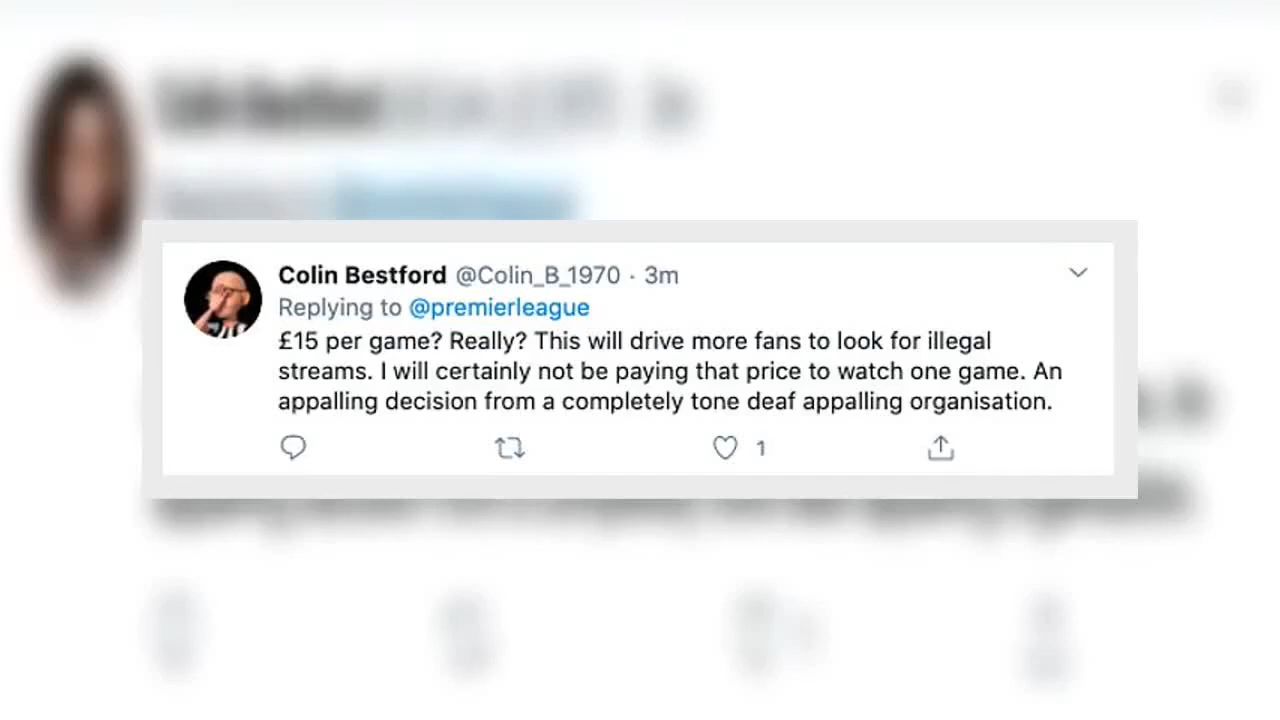 Colin Bestford @Colin_B_1970 · 3m
Replying to @premierleague
£15 per game? Really? This will drive more fans to look for illegal
streams. I will certainly not be paying that price to watch one game. An
appalling decision from a completely tone deaf appalling organisation.
1